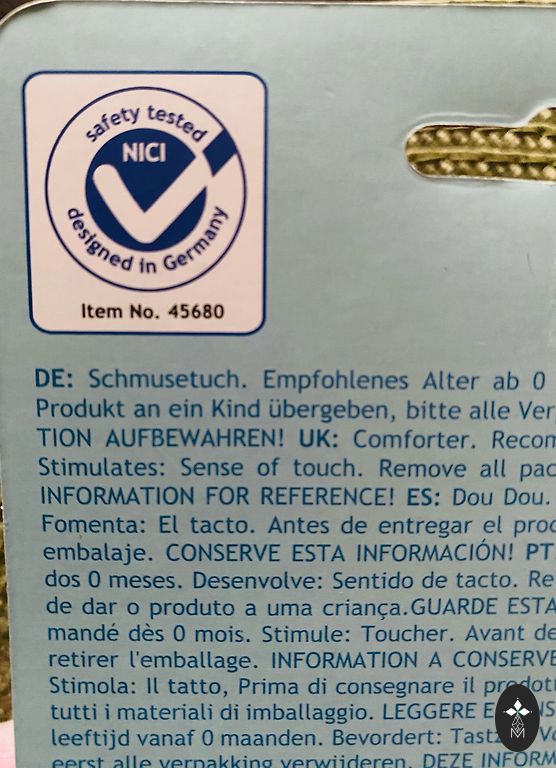 safety tested
NICI
designed in Germany
Item No. 45680
DE: Schmusetuch. Empfohlenes Alter ab 0
Produkt an ein Kind übergeben, bitte alle Ver
TION AUFBEWAHREN! UK: Comforter. Recom
Stimulates: Sense of touch. Remove all pac
INFORMATION FOR REFERENCE! ES: Dou Dou.
Fomenta: El tacto. Antes de entregar el prod
embalaje. CONSERVE ESTA INFORMACIÓN! PT
dos 0 meses. Desenvolve: Sentido de tacto. Re
de dar o produto a uma criança.GUARDE ESTA
mandé dès 0 mois. Stimule: Toucher. Avant de
retirer l'emballage. INFORMATION A CONSERVE
Stimola: Il tatto, Prima di consegnare il prodott
tutti i materiali di imballaggio. LEGGERE E
leeftijd vanaf 0 maanden. Bevordert: Tastz
eerst alle verpakking verwijderen. DEZE INFORM
M